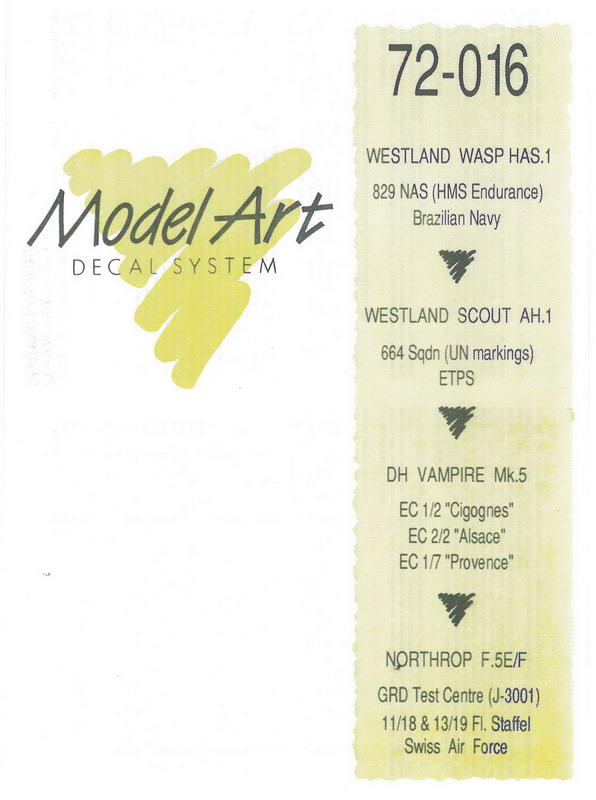 Model Art
DECAL SYSTEM
72-016
WESTLAND WASP HAS.1
829 NAS (HMS Endurance)
Brazilian Navy
WESTLAND SCOUT AH.1
664 Sqdn (UN markings)
ETPS
DH VAMPIRE Mk.5
EC 1/2 "Cigognes"
EC 2/2 "Alsace"
EC 1/7 "Provence"
NORTHROP F.5E/F
GRD Test Centre (J-3001)
11/18 & 13/19 Fl. Staffel
Swiss Air Force